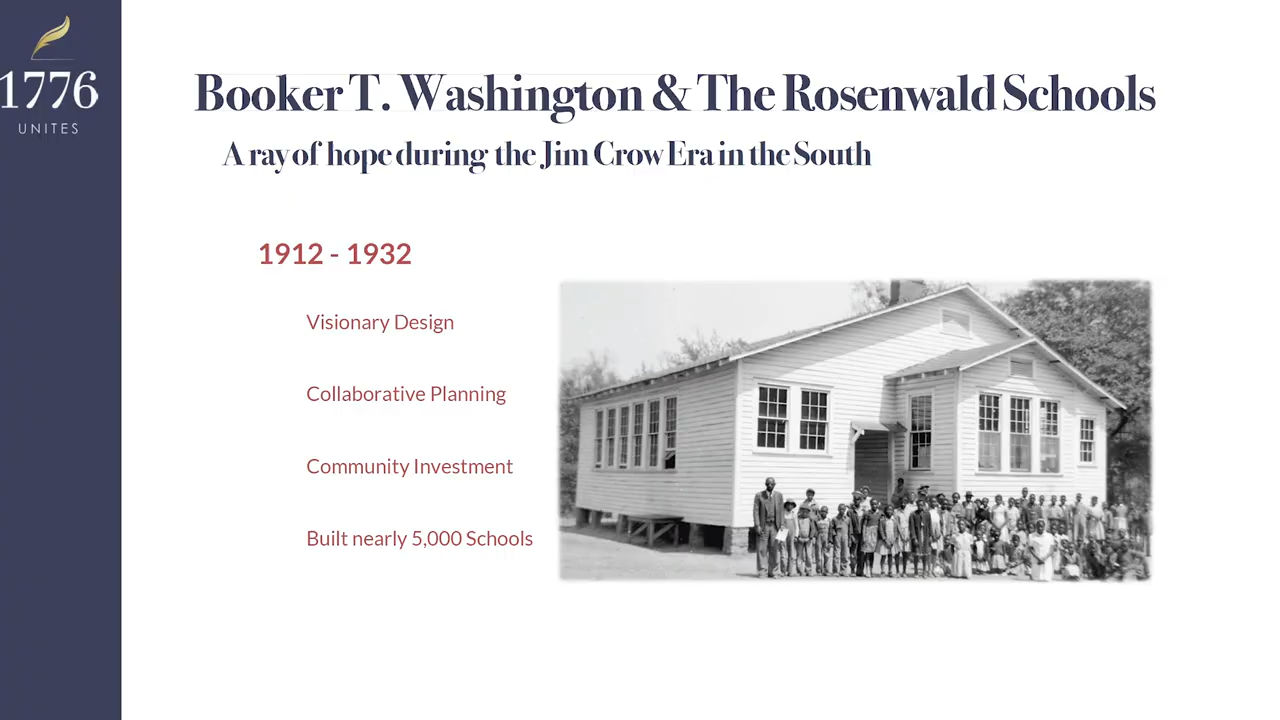 1776
UNITES
Booker T. Washington & The Rosenwald Schools
A ray of hope during the Jim Crow Era in the South
1912 - 1932
Visionary Design
Collaborative Planning
Community Investment
Built nearly 5,000 Schools